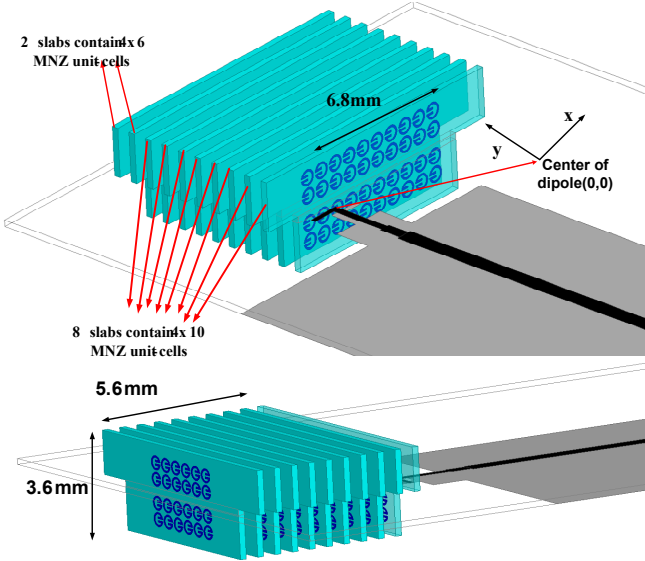 2 slabs contain 4x 6
MNZ unit-cells
6.8mm
x
y
Center of
dipole(0,0)
8 slabs contain 4x 10
MNZ unit-cells
5.6mm
3.6mm